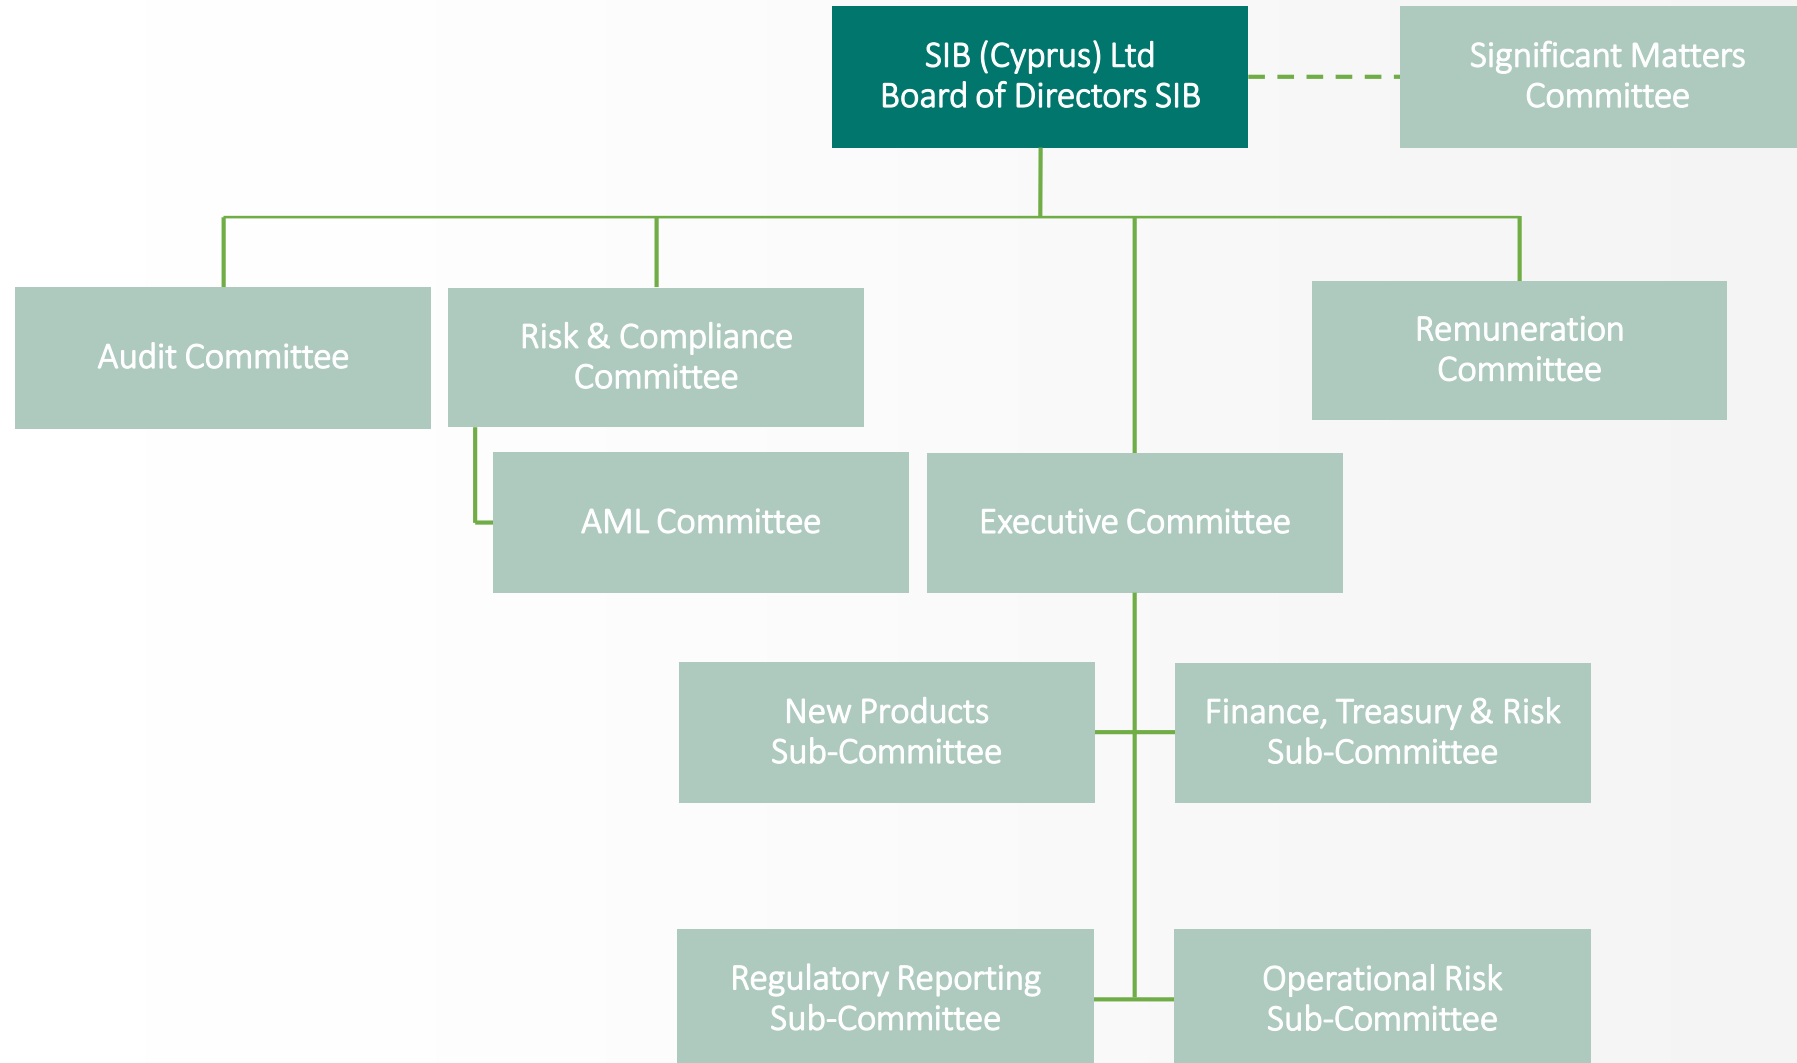 SIB (Cyprus) Ltd
Board of Directors SIB
Significant Matters
Committee
Audit Committee
Risk & Compliance
Committee
Remuneration
Committee
AML Committee
Executive Committee
New Products
Sub-Committee
Finance, Treasury & Risk
Sub-Committee
Regulatory Reporting
Sub-Committee
Operational Risk
Sub-Committee